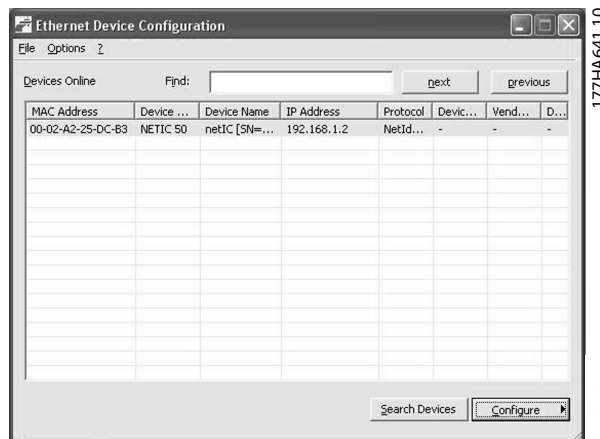 Ethernet Device Configuration
File Options ?
Devices Online Find: next previous
MAC Address Device ... Device Name IP Address Protocol Devic... Vend... D...
00-02-A2-25-DC-B3 NETIC 50 netIC [SN=... 192.168.1.2 NetId... - - -
Search Devices Configure
177HA641.10